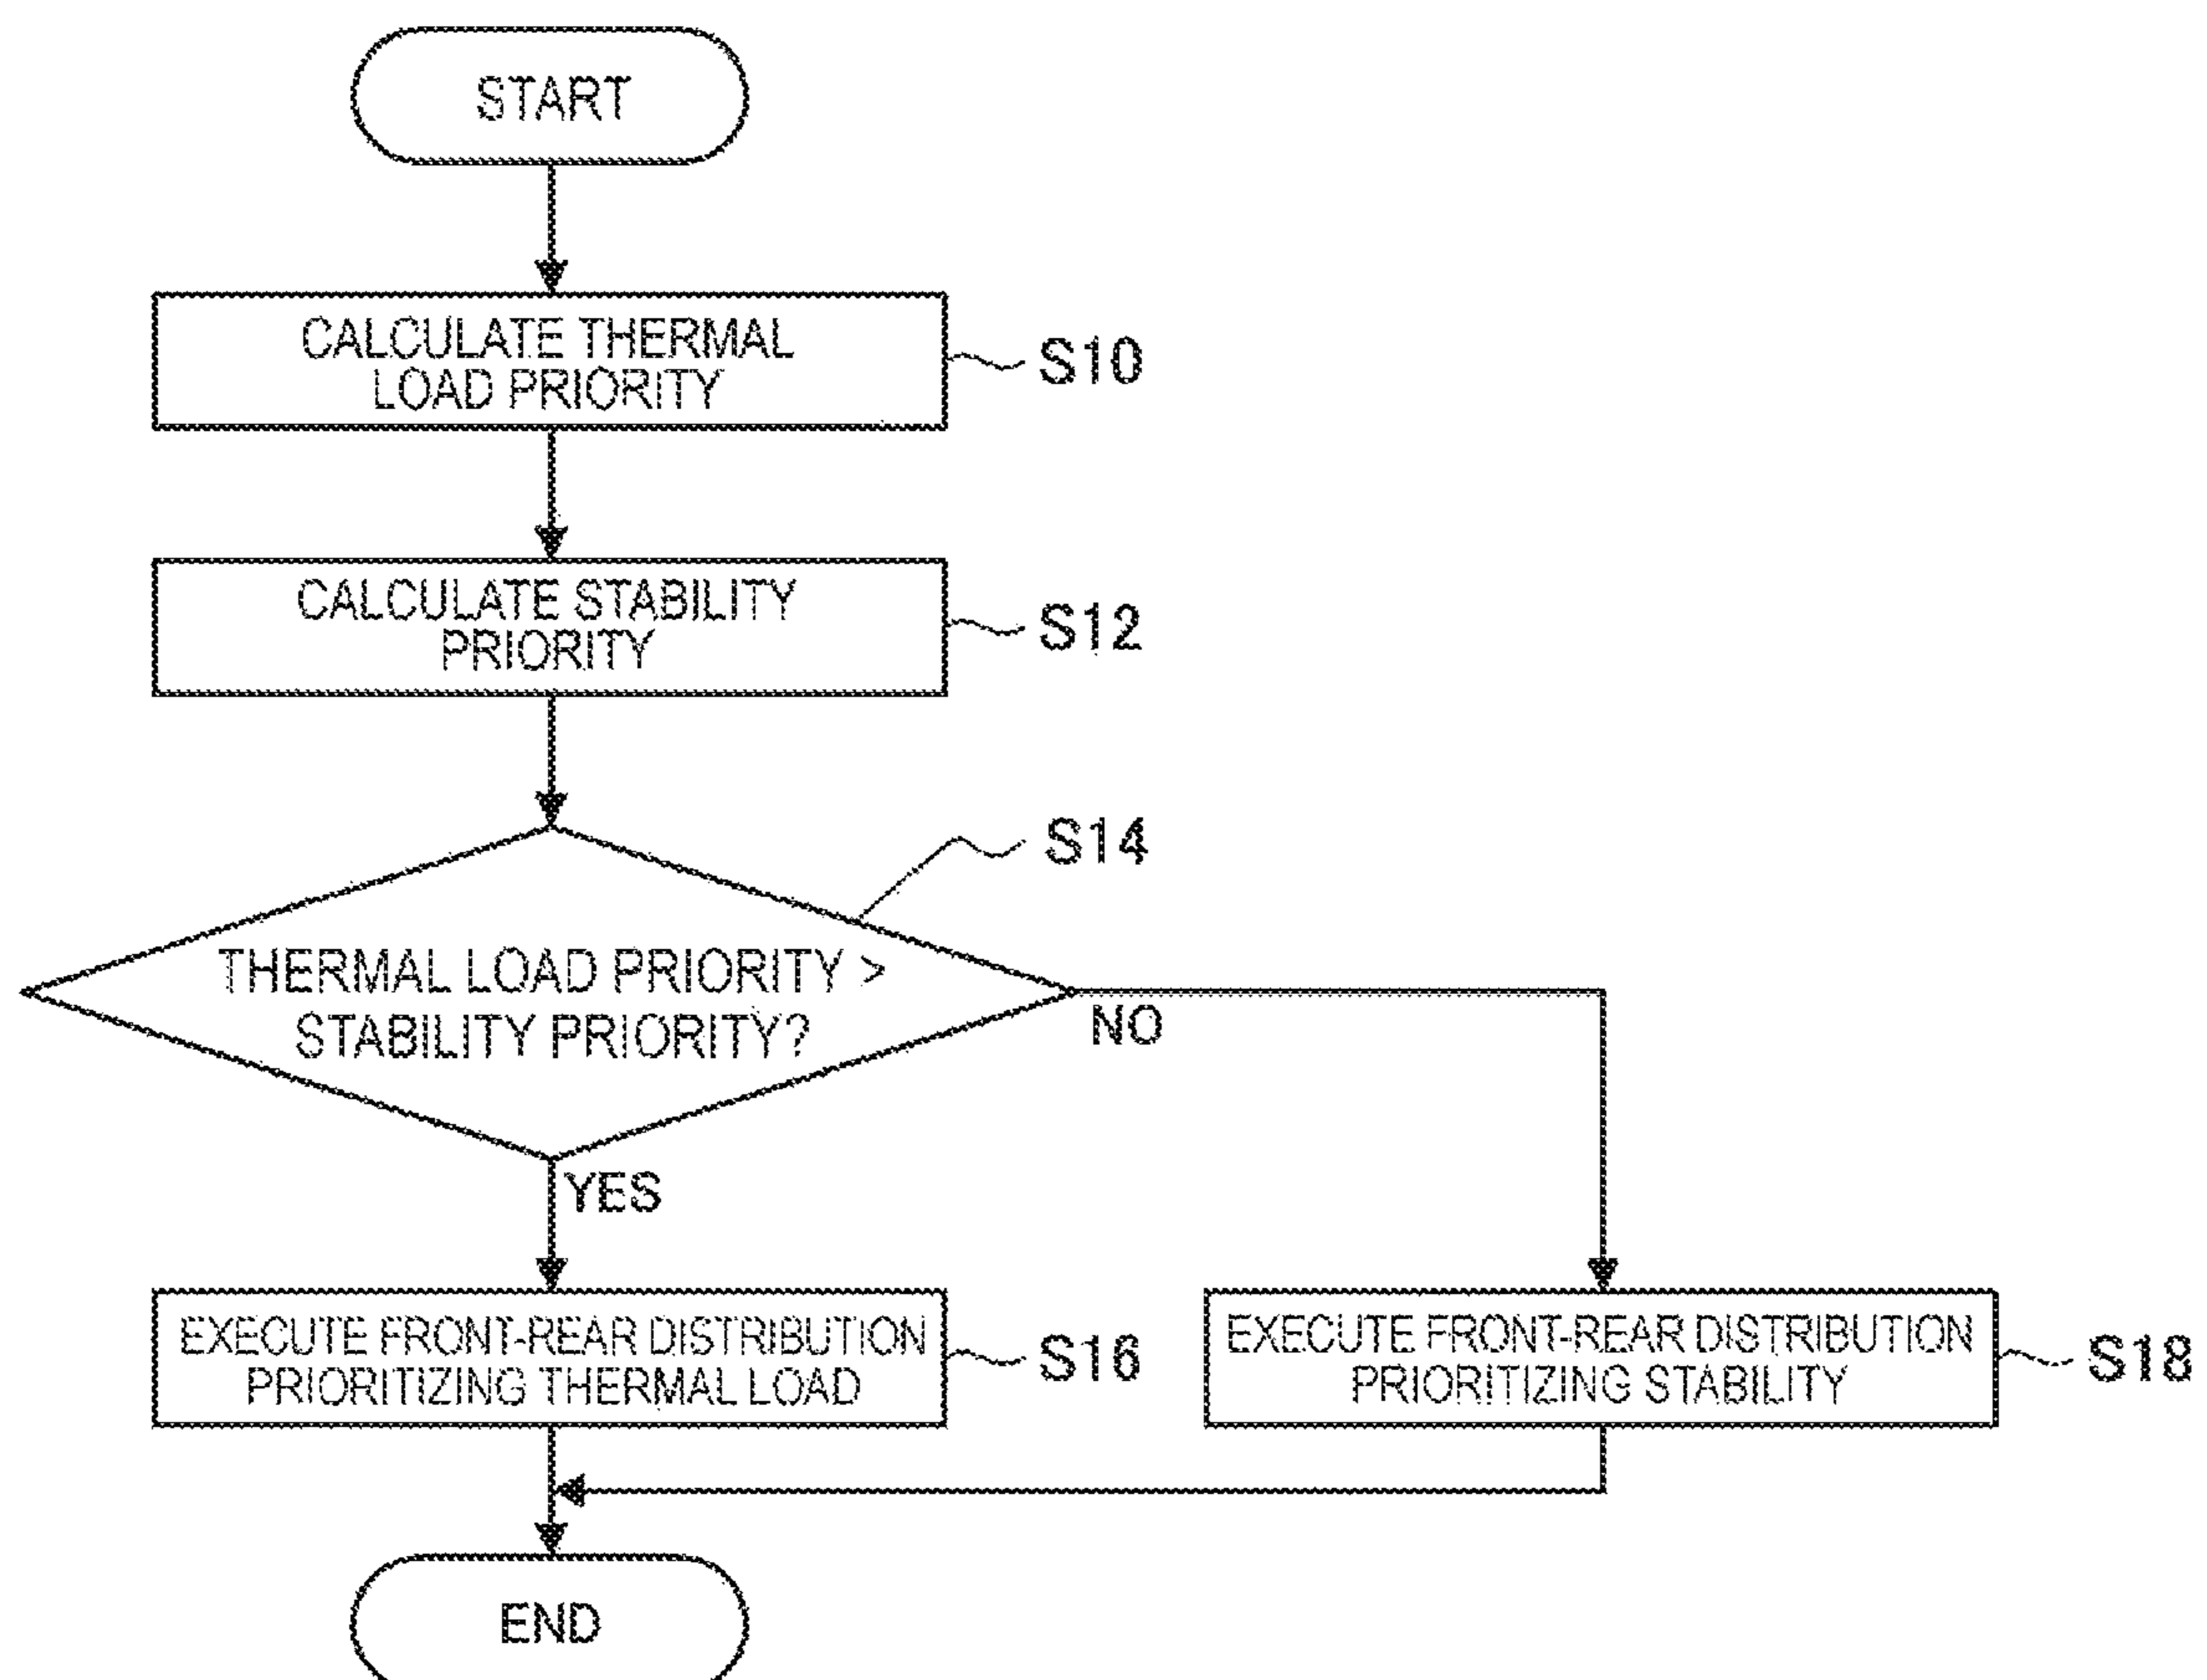 START
CALCULATE THERMAL
LOAD PRIORITY
S10
CALCULATE STABILITY
PRIORITY
S12
S14
THERMAL LOAD PRIORITY >
STABILITY PRIORITY?
NO
YES
EXECUTE FRONT-REAR DISTRIBUTION
PRIORITIZING THERMAL LOAD
S16
EXECUTE FRONT-REAR DISTRIBUTION
PRIORITIZING STABILITY
S18
END